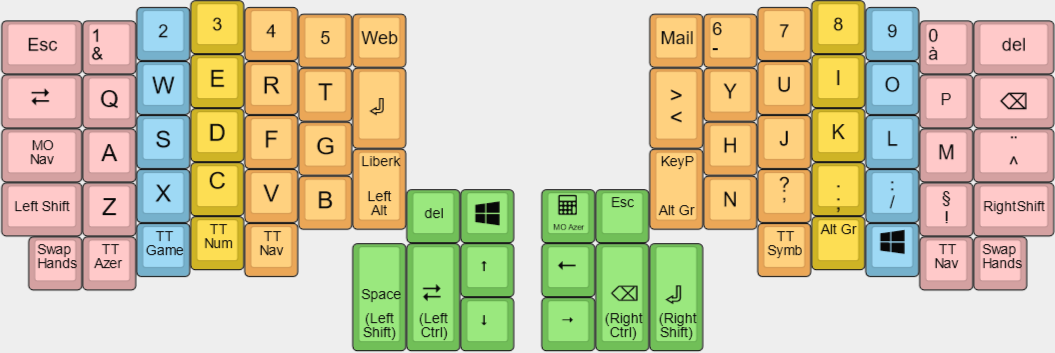 Esc 1 2 3 4 5 Web
&
⇄ Q W E R T ⏎
MO
Nav
A S D F G
Liberk
Left
Alt
Left Shift Z X C V B
Swap
Hands
TT
Azer
TT
Game
TT
Num
TT
Nav
del
Space
(Left
Shift)
⇄
(Left
Ctrl)
↑
↓
Mail 6 7 8 9 0 del
- à
>
<
Y U I O P ⌫
KeyP
Alt Gr
H J K L M ¨
^
N ?
,
.
;
:
/
§
!
RightShift
TT
Symb
Alt Gr
TT
Nav
Swap
Hands
MO Azer
Esc
←
→
⌫
(Right
Ctrl)
⏎
(Right
Shift)